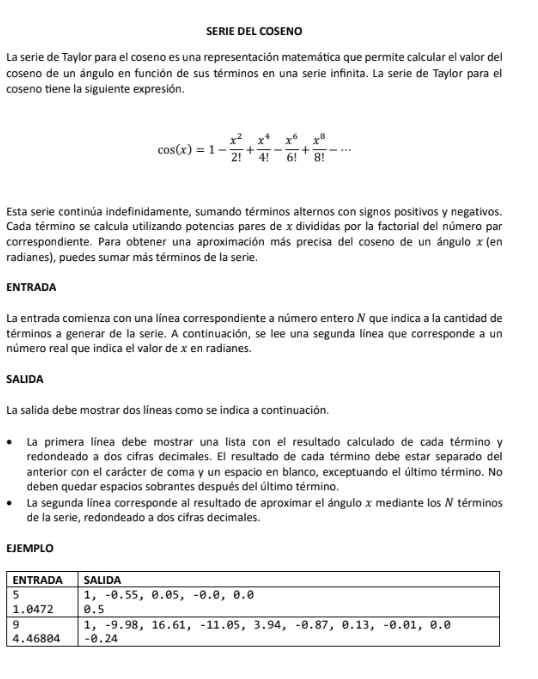 SERIE DEL COSENO
La serie de Taylor para el coseno es una representación matemática que permite calcular el valor del
coseno de un ángulo en función de sus términos en una serie infinita. La serie de Taylor para el
coseno tiene la siguiente expresión.
cos(x) = 1 − x²/2! + x⁴/4! − x⁶/6! + x⁸/8! − ⋯
Esta serie continúa indefinidamente, sumando términos alternos con signos positivos y negativos.
Cada término se calcula utilizando potencias pares de x divididas por la factorial del número par
correspondiente. Para obtener una aproximación más precisa del coseno de un ángulo x (en
radianes), puedes sumar más términos de la serie.
ENTRADA
La entrada comienza con una línea correspondiente a número entero N que indica a la cantidad de
términos a generar de la serie. A continuación, se lee una segunda línea que corresponde a un
número real que indica el valor de x en radianes.
SALIDA
La salida debe mostrar dos líneas como se indica a continuación.
• La primera línea debe mostrar una lista con el resultado calculado de cada término y
redondeado a dos cifras decimales. El resultado de cada término debe estar separado del
anterior con el carácter de coma y un espacio en blanco, exceptuando el último término. No
deben quedar espacios sobrantes después del último término.
• La segunda línea corresponde al resultado de aproximar el ángulo x mediante los N términos
de la serie, redondeado a dos cifras decimales.
EJEMPLO
ENTRADA SALIDA
5 1, -0.55, 0.05, -0.0, 0.0
1.0472 0.5
9 1, -9.98, 16.61, -11.05, 3.94, -0.87, 0.13, -0.01, 0.0
4.46804 -0.24